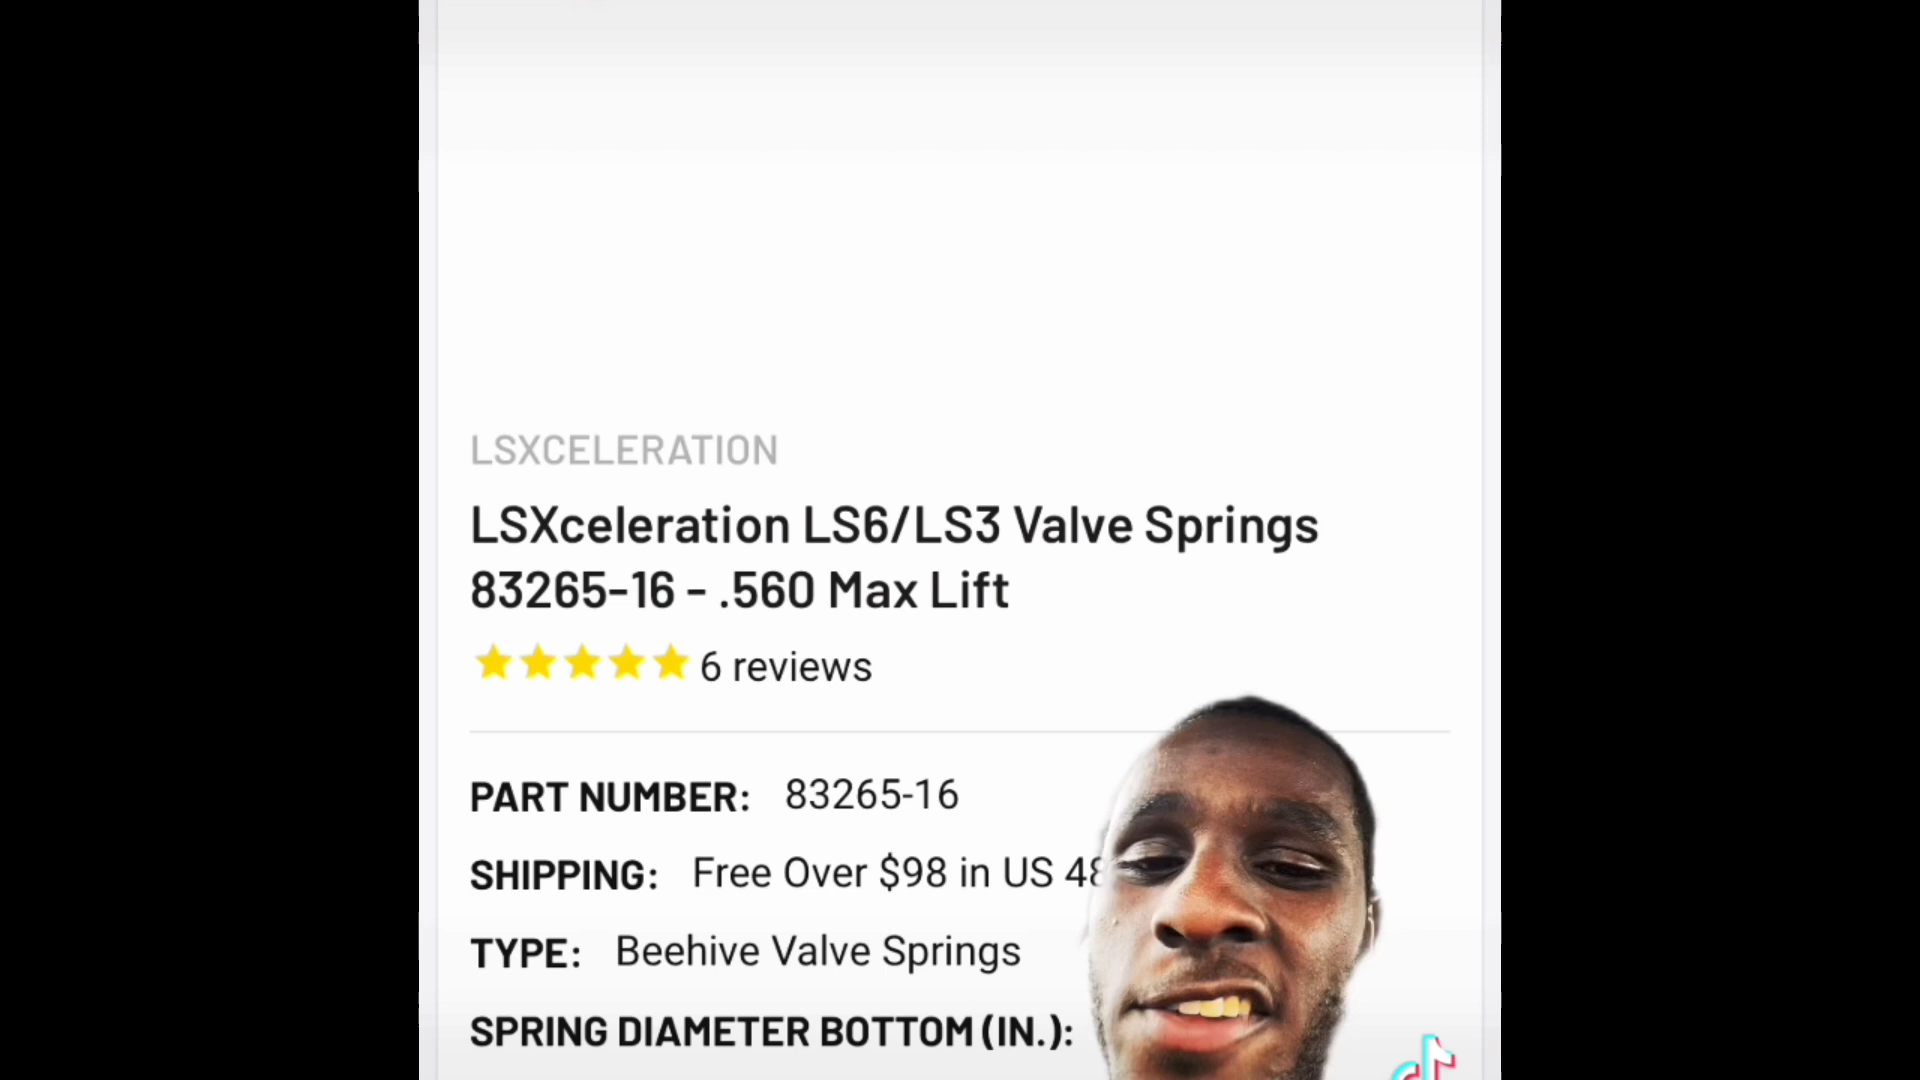 LSXCELERATION
LSXceleration LS6/LS3 Valve Springs
83265-16 - .560 Max Lift
6 reviews
PART NUMBER: 83265-16
SHIPPING: Free Over $98 in US
TYPE: Beehive Valve Springs
SPRING DIAMETER BOTTOM (IN.):